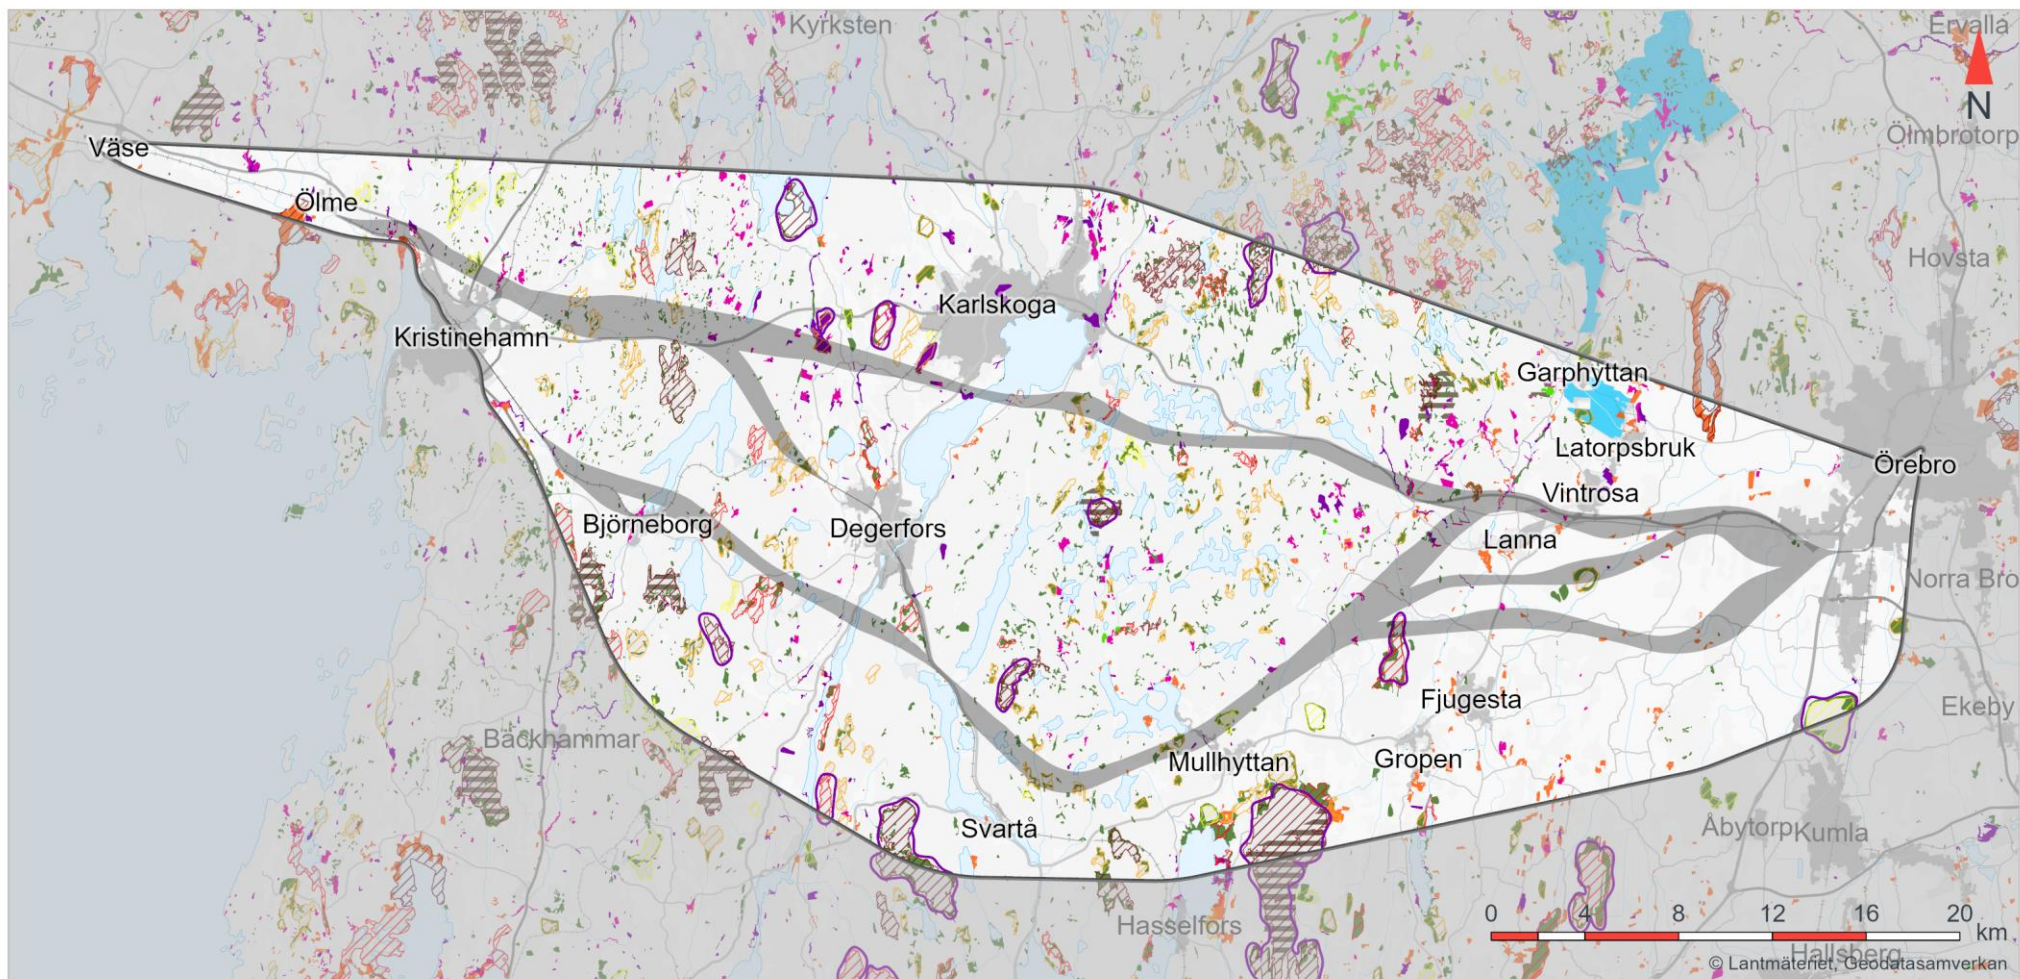 Kyrksten
Ervalla
N
Ölmbrotorp
Väse
Ölme
Hovsta
Karlskoga
Kristinehamn
Garphyttan
Latorpsbruk
Örebro
Vintrosa
Björneborg
Degerfors
Lanna
Norra Bro
Fjugesta
Ekeby
Bäckhammar
Mullhyttan
Gropen
Svartå
Åbytorp
Kumla
Hasselfors
0 4 8 12 16 20
km
Hallsberg
© Lantmäteriet, Geodatasamverkan